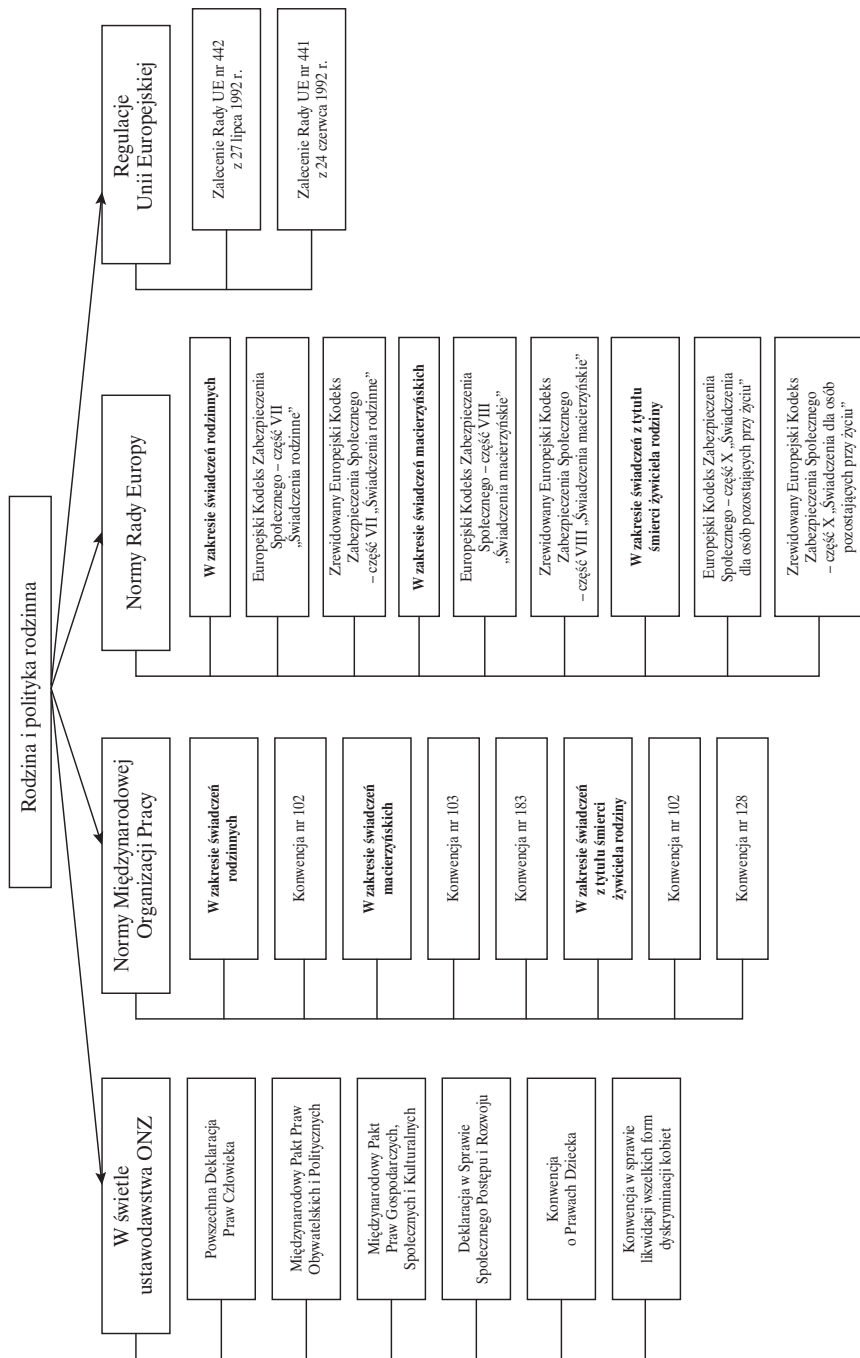 Rodzina i polityka rodzinna
W świetle
ustawodawstwa ONZ
Powszechna Deklaracja
Praw Człowieka
Międzynarodowy Pakt Praw
Obywatelskich i Politycznych
Międzynarodowy Pakt
Praw Gospodarczych,
Społecznych i Kulturalnych
Deklaracja w Sprawie
Społecznego Postępu i Rozwoju
Konwencja
o Prawach Dziecka
Konwencja w sprawie
likwidacji wszelkich form
dyskryminacji kobiet
Normy Międzynarodowej
Organizacji Pracy
W zakresie świadczeń
rodzinnych
Konwencja nr 102
W zakresie świadczeń
macierzyńskich
Konwencja nr 103
Konwencja nr 183
W zakresie świadczeń
z tytułu śmierci
żywiciela rodziny
Konwencja nr 102
Konwencja nr 128
Normy Rady Europy
W zakresie świadczeń rodzinnych
Europejski Kodeks Zabezpieczenia
Społecznego – część VII
„Świadczenia rodzinne”
Zrewidowany Europejski Kodeks
Zabezpieczenia Społecznego
– część VII „Świadczenia rodzinne”
W zakresie świadczeń macierzyńskich
Europejski Kodeks Zabezpieczenia
Społecznego – część VIII
„Świadczenia macierzyńskie”
Zrewidowany Europejski Kodeks
Zabezpieczenia Społecznego
– część VIII „Świadczenia macierzyńskie”
W zakresie świadczeń z tytułu
śmierci żywiciela rodziny
Europejski Kodeks Zabezpieczenia
Społecznego – część X „Świadczenia
dla osób pozostających przy życiu”
Zrewidowany Europejski Kodeks
Zabezpieczenia Społecznego
– część X „Świadczenia dla osób
pozostających przy życiu”
Regulacje
Unii Europejskiej
Zalecenie Rady UE nr 442
z 27 lipca 1992 r.
Zalecenie Rady UE nr 441
z 24 czerwca 1992 r.